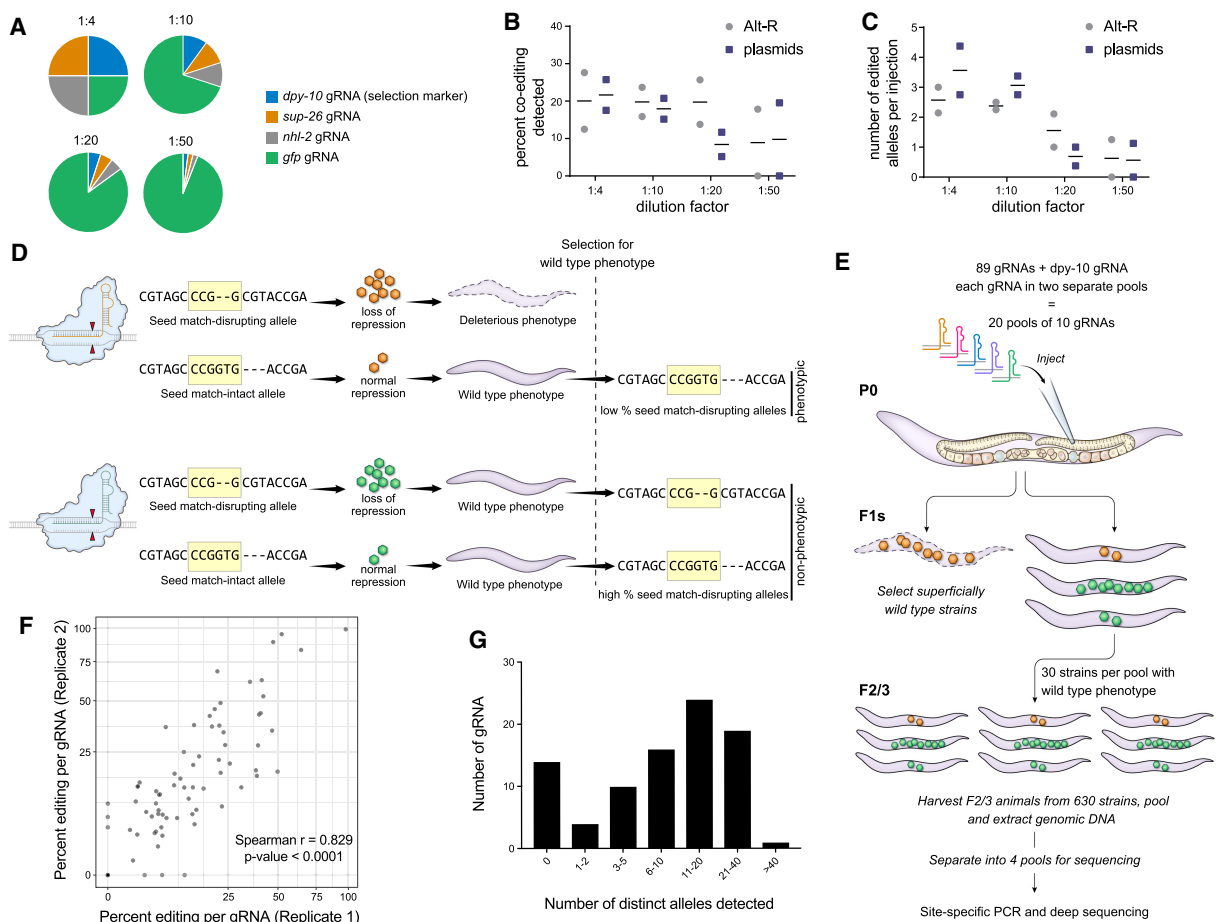 A
1:4
1:10
1:20
1:50
dpy-10 gRNA (selection marker)
sup-26 gRNA
nhl-2 gRNA
gfp gRNA
B
Alt-R
plasmids
percent co-editing
detected
40
30
20
10
0
1:4
1:10
1:20
1:50
dilution factor
C
Alt-R
plasmids
number of edited
alleles per injection
5
4
3
2
1
0
1:4
1:10
1:20
1:50
dilution factor
D
Selection for
wild type phenotype
CGTAGC CCG--G CGTACCGA
Seed match-disrupting allele
loss of
repression
Deleterious phenotype
CGTAGC CCGGTG ---ACCGA
Seed match-intact allele
normal
repression
Wild type phenotype
CGTAGC CCGGTG ---ACCGA
low % seed match-disrupting alleles
phenotypic
CGTAGC CCG--G CGTACCGA
Seed match-disrupting allele
loss of
repression
Wild type phenotype
CGTAGC CCG--G CGTACCGA
CGTAGC CCGGTG ---ACCGA
Seed match-intact allele
normal
repression
Wild type phenotype
CGTAGC CCGGTG ---ACCGA
high % seed match-disrupting alleles
non-phenotypic
E
89 gRNAs + dpy-10 gRNA
each gRNA in two separate pools
=
20 pools of 10 gRNAs
Inject
P0
F1s
Select superficially
wild type strains
30 strains per pool with
wild type phenotype
F2/3
Harvest F2/3 animals from 630 strains, pool
and extract genomic DNA
Separate into 4 pools for sequencing
Site-specific PCR and deep sequencing
F
Percent editing per gRNA (Replicate 2)
100
75
50
25
0
Spearman r = 0.829
p-value < 0.0001
0
25
50
75
100
Percent editing per gRNA (Replicate 1)
G
Number of gRNA
30
20
10
0
0
1-2
3-5
6-10
11-20
21-40
>40
Number of distinct alleles detected